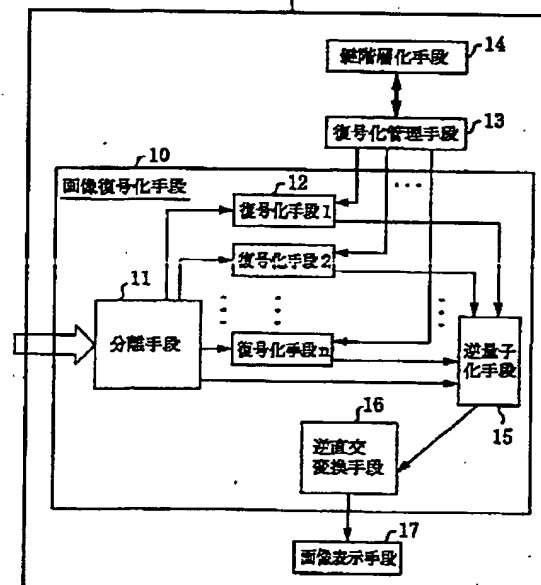 14
鍵階層化手段
13
復号化管理手段
10
画像復号化手段
12
復号化手段1
復号化手段2
11
分離手段
復号化手段n
逆量子
化手段
15
16
逆直交
変換手段
17
画像表示手段